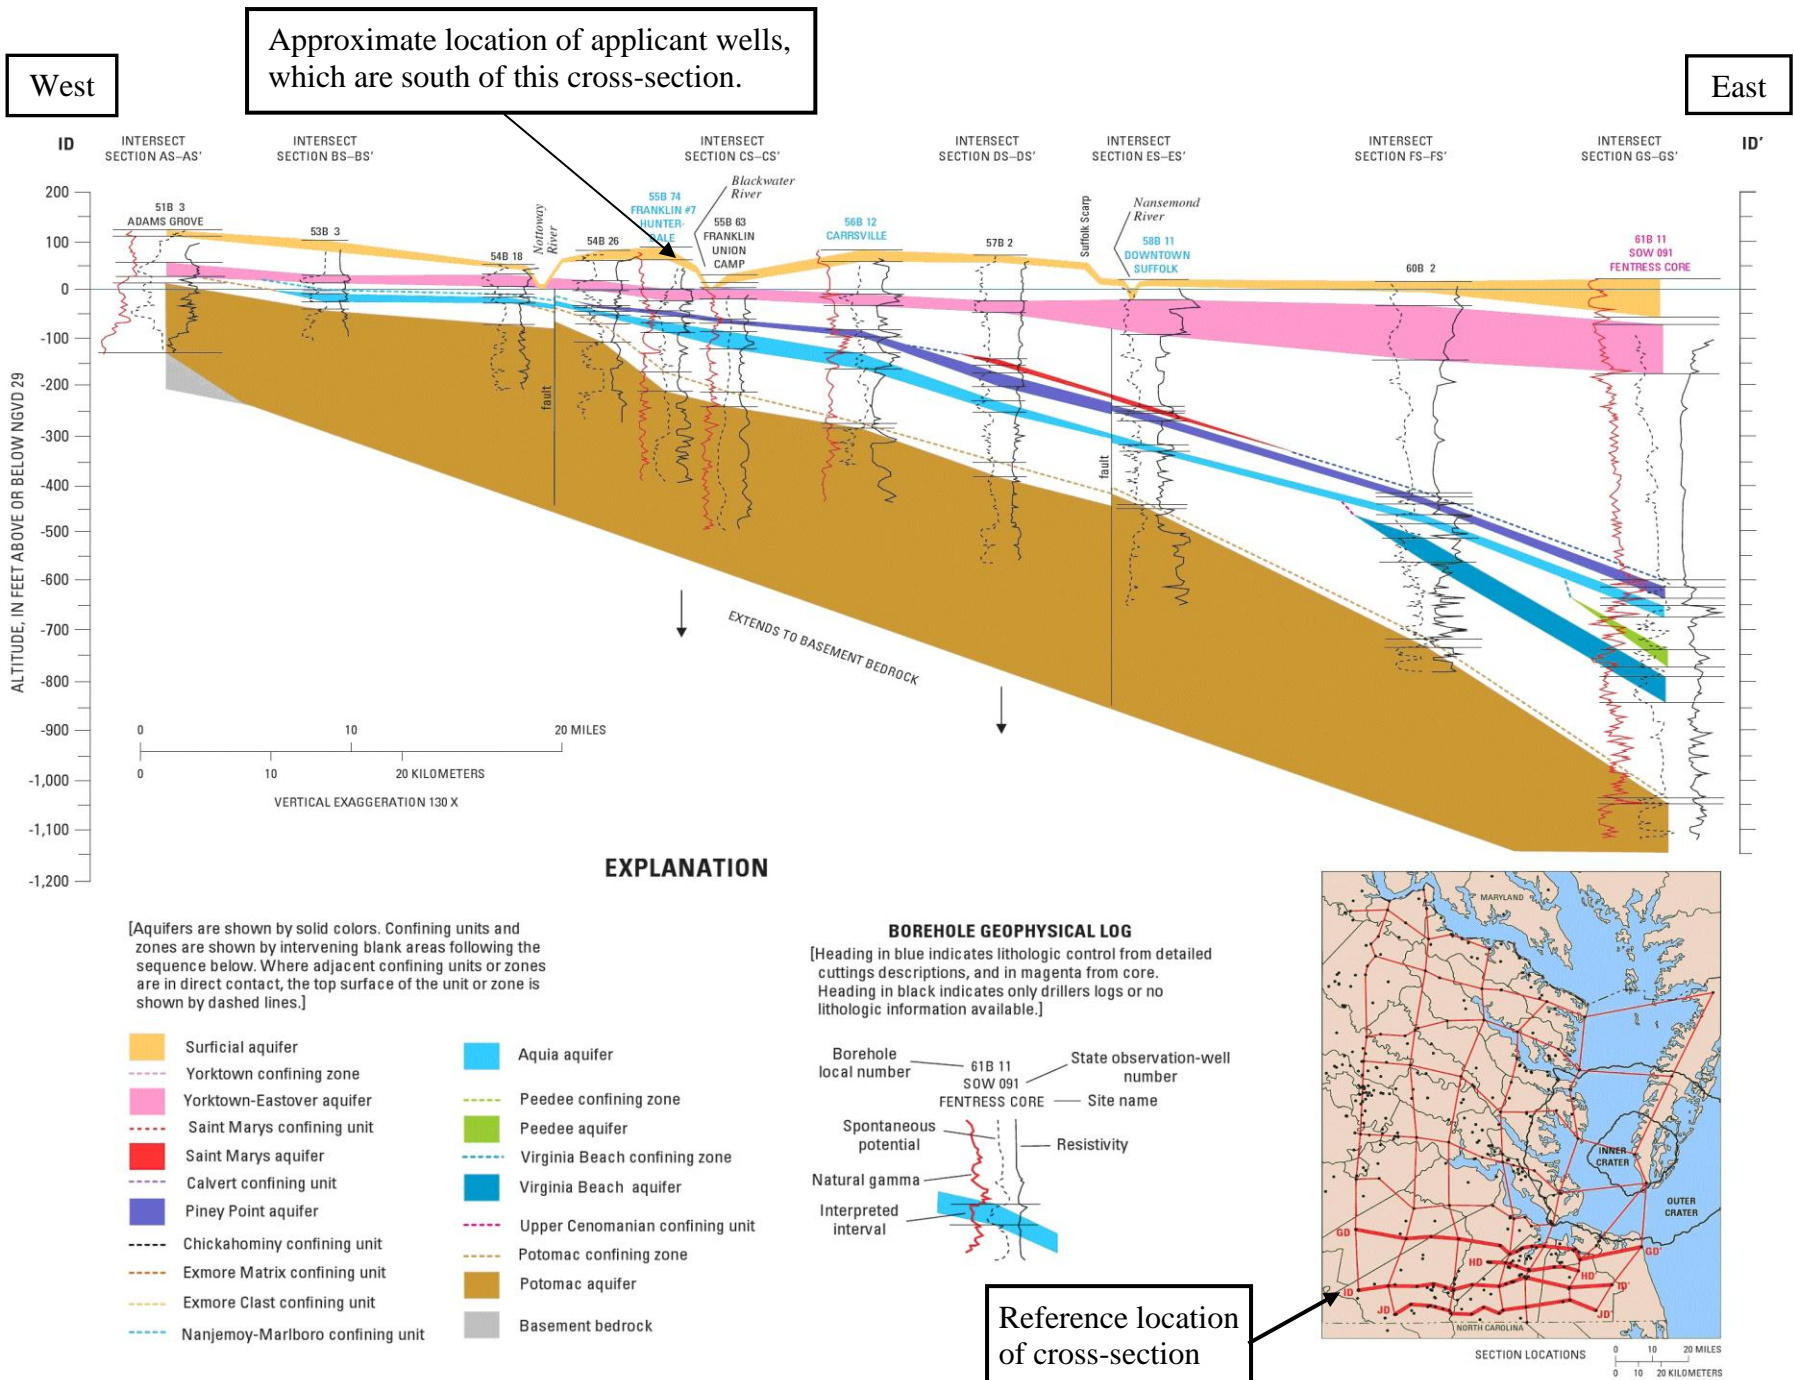 Approximate location of applicant wells,
which are south of this cross-section.
West
East
ID
INTERSECT
SECTION AS–AS'
INTERSECT
SECTION BS–BS'
INTERSECT
SECTION CS–CS'
INTERSECT
SECTION DS–DS'
INTERSECT
SECTION ES–ES'
INTERSECT
SECTION FS–FS'
INTERSECT
SECTION GS–GS'
ID'
51B 3
ADAMS GROVE
53B 3
54B 18
Nottoway
River
54B 26
55B 74
FRANKLIN #7
HUNTER-
DALE
Blackwater
River
55B 63
FRANKLIN
UNION
CAMP
56B 12
CARRSVILLE
57B 2
Suffolk Scarp
Nansemond
River
58B 11
DOWNTOWN
SUFFOLK
60B 2
61B 11
SOW 091
FENTRESS CORE
ALTITUDE, IN FEET ABOVE OR BELOW NGVD 29
200
100
0
-100
-200
-300
-400
-500
-600
-700
-800
-900
-1,000
-1,100
-1,200
fault
fault
EXTENDS TO BASEMENT BEDROCK
0 10 20 MILES
0 10 20 KILOMETERS
VERTICAL EXAGGERATION 130 X
EXPLANATION
[Aquifers are shown by solid colors. Confining units and
zones are shown by intervening blank areas following the
sequence below. Where adjacent confining units or zones
are in direct contact, the top surface of the unit or zone is
shown by dashed lines.]
Surficial aquifer
Yorktown confining zone
Yorktown-Eastover aquifer
Saint Marys confining unit
Saint Marys aquifer
Calvert confining unit
Piney Point aquifer
Chickahominy confining unit
Exmore Matrix confining unit
Exmore Clast confining unit
Nanjemoy-Marlboro confining unit
Aquia aquifer
Peedee confining zone
Peedee aquifer
Virginia Beach confining zone
Virginia Beach aquifer
Upper Cenomanian confining unit
Potomac confining zone
Potomac aquifer
Basement bedrock
BOREHOLE GEOPHYSICAL LOG
[Heading in blue indicates lithologic control from detailed
cuttings descriptions, and in magenta from core.
Heading in black indicates only drillers logs or no
lithologic information available.]
Borehole
local number
61B 11
SOW 091
FENTRESS CORE
State observation-well
number
Site name
Spontaneous
potential
Resistivity
Natural gamma
Interpreted
interval
Reference location
of cross-section
MARYLAND
INNER
CRATER
OUTER
CRATER
GD
GD'
HD
HD'
ID
ID'
JD
JD'
NORTH CAROLINA
SECTION LOCATIONS
0 10 20 MILES
0 10 20 KILOMETERS